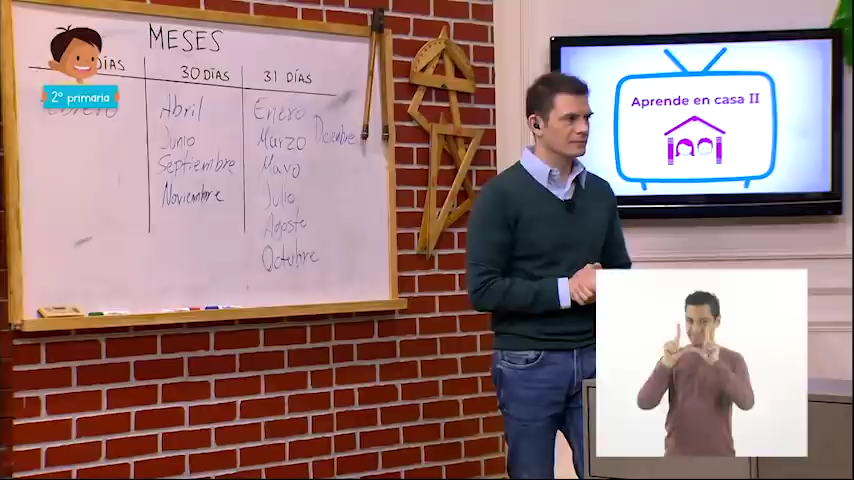 MESES
DÍAS 30 DÍAS 31 DÍAS
2° primaria
Abril Enero
Junio Marzo Diciembre
Septiembre Mayo
Noviembre Julio
Agosto
Octubre
Aprende en casa II